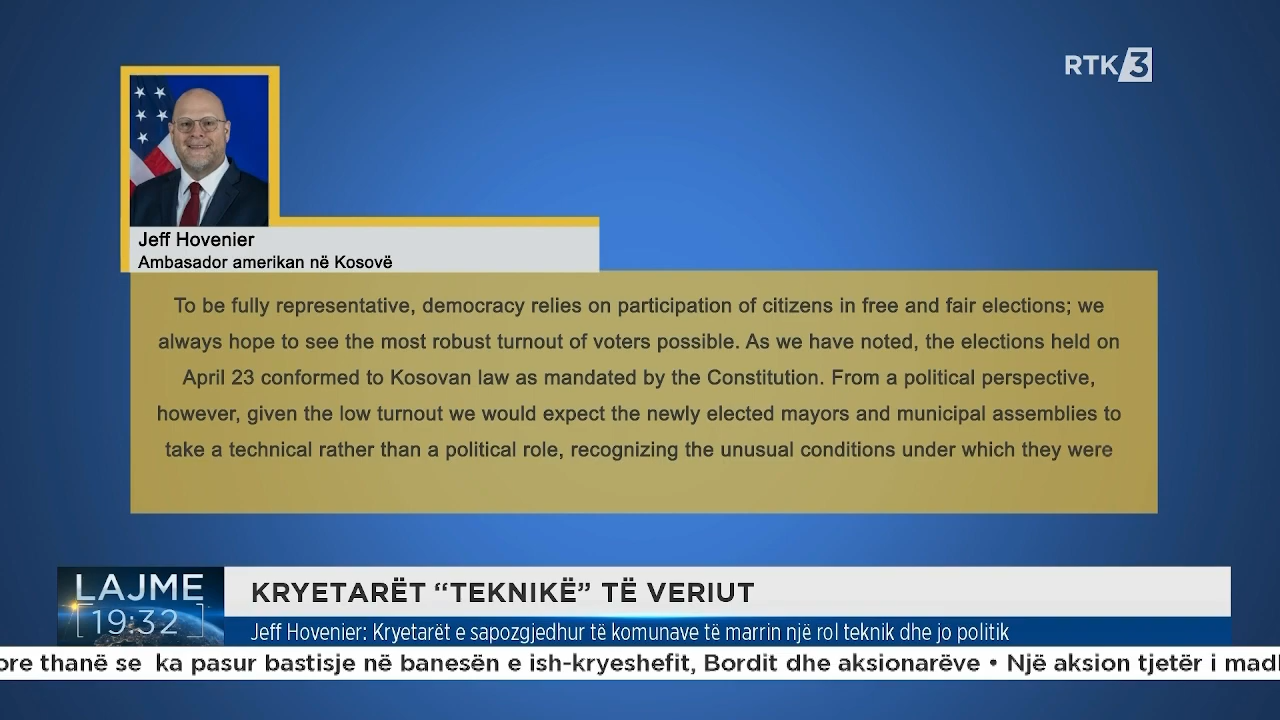 RTK 3
Jeff Hovenier
Ambasador amerikan në Kosovë
To be fully representative, democracy relies on participation of citizens in free and fair elections; we
always hope to see the most robust turnout of voters possible. As we have noted, the elections held on
April 23 conformed to Kosovan law as mandated by the Constitution. From a political perspective,
however, given the low turnout we would expect the newly elected mayors and municipal assemblies to
take a technical rather than a political role, recognizing the unusual conditions under which they were
LAJME
19:32
KRYETARËT “TEKNIKË” TË VERIUT
Jeff Hovenier: Kryetarët e sapozgjedhur të komunave të marrin një rol teknik dhe jo politik
ore thanë se ka pasur bastisje në banesën e ish-kryeshefit, Bordit dhe aksionarëve • Një aksion tjetër i mad